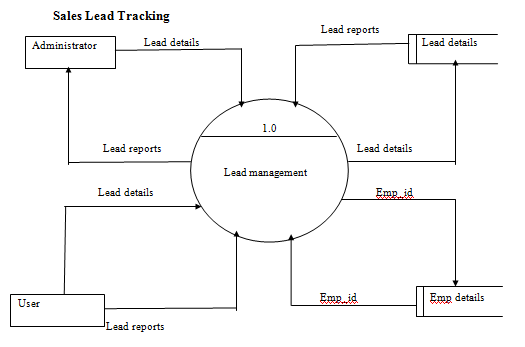 Sales Lead Tracking
Administrator
Lead details
Lead reports
Lead details
1.0
Lead reports
Lead details
Lead management
Lead details
Emp_id
User
Lead reports
Emp_id
Emp details